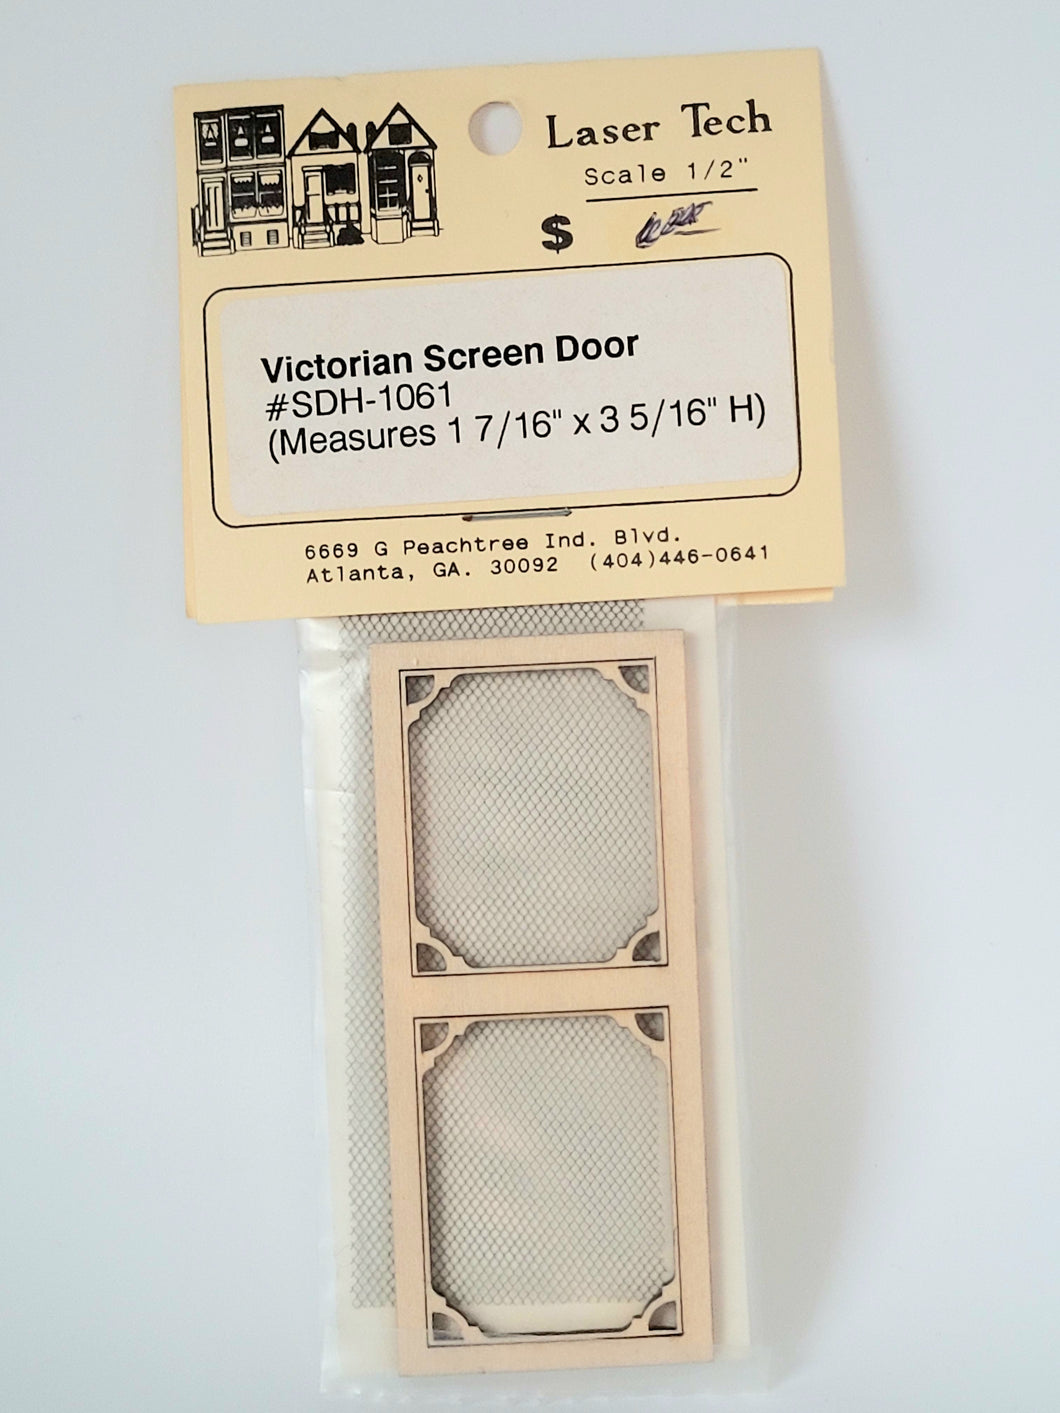 Laser Tech
Scale 1/2"
$
Victorian Screen Door
#SDH-1061
(Measures 1 7/16" x 3 5/16" H)
6669 G Peachtree Ind. Blvd.
Atlanta, GA. 30092 (404)446-0641